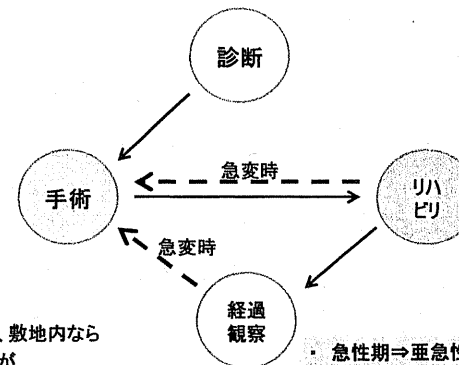 診断
急変時
手術
リハ
ビリ
急変時
経過
観察
、敷地内なら
が
・ 急性期⇒亜急性